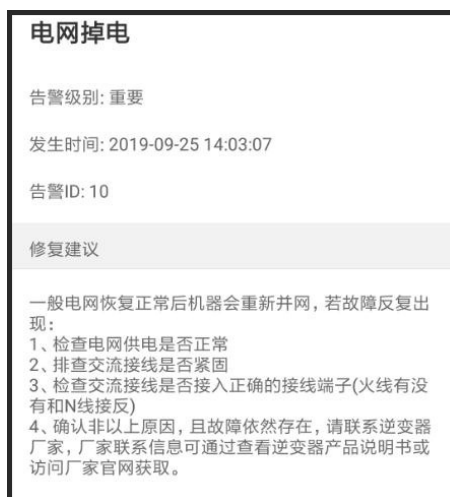 电网掉电
告警级别: 重要
发生时间: 2019-09-25 14:03:07
告警ID: 10
修复建议
一般电网恢复正常后机器会重新并网，若故障反复出
现：
1、检查电网供电是否正常
2、排查交流接线是否紧固
3、检查交流接线是否接入正确的接线端子(火线有没
有和N线接反)
4、确认非以上原因，且故障依然存在，请联系逆变器
厂家，厂家联系信息可通过查看逆变器产品说明书或
访问厂家官网获取。